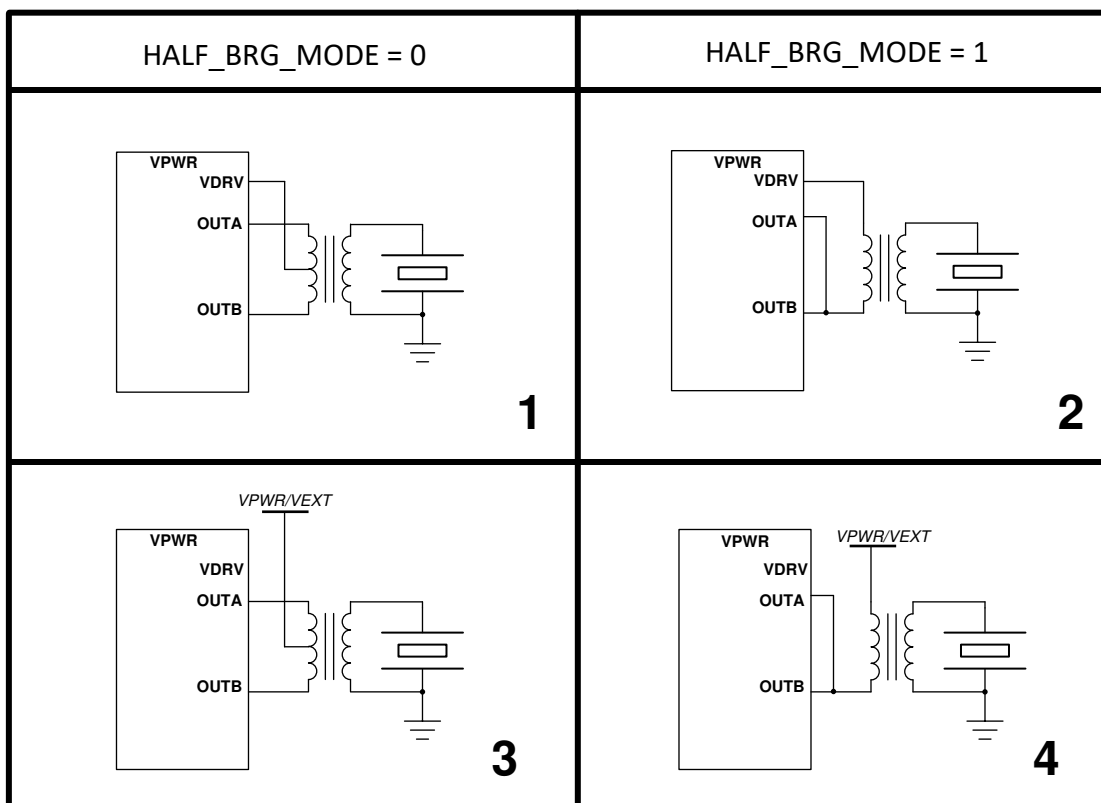 HALF_BRG_MODE = 0
HALF_BRG_MODE = 1
VPWR
VDRV
OUTA
OUTB
1
VPWR
VDRV
OUTA
OUTB
2
VPWR/VEXT
VPWR
VDRV
OUTA
OUTB
3
VPWR/VEXT
VPWR
VDRV
OUTA
OUTB
4